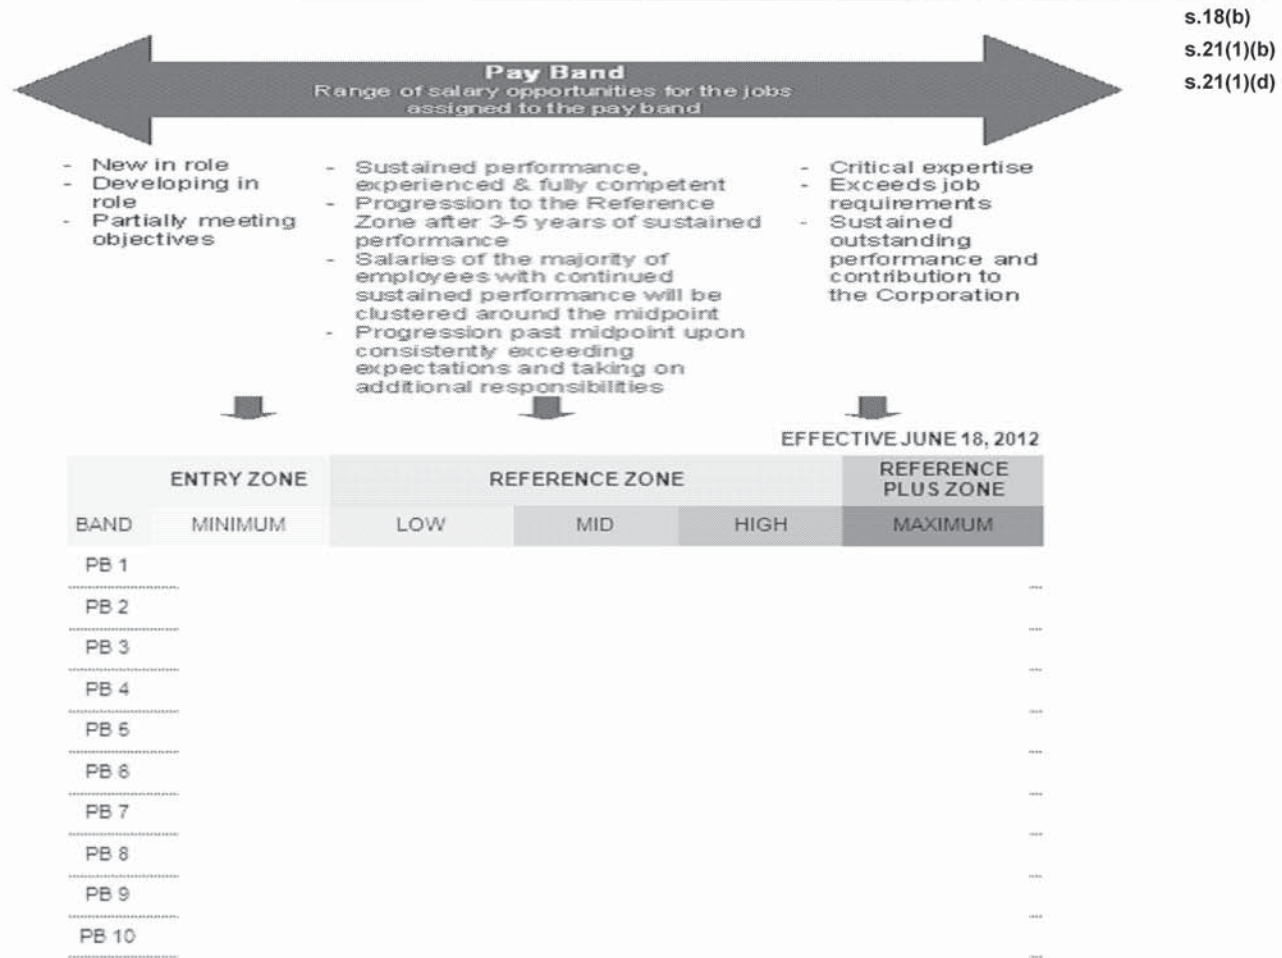 s.18(b)
s.21(1)(b)
s.21(1)(d)
Pay Band
Range of salary opportunities for the jobs
assigned to the pay band
- New in role
- Developing in
role
- Partially meeting
objectives
- Sustained performance,
experienced & fully competent
- Progression to the Reference
Zone after 3-5 years of sustained
performance
- Salaries of the majority of
employees with continued
sustained performance will be
clustered around the midpoint
- Progression past midpoint upon
consistently exceeding
expectations and taking on
additional responsibilities
- Critical expertise
- Exceeds job
requirements
- Sustained
outstanding
performance and
contribution to
the Corporation
EFFECTIVE JUNE 18, 2012
ENTRY ZONE REFERENCE ZONE REFERENCE
PLUS ZONE
BAND MINIMUM LOW MID HIGH MAXIMUM
PB 1
PB 2
PB 3
PB 4
PB 5
PB 6
PB 7
PB 8
PB 9
PB 10